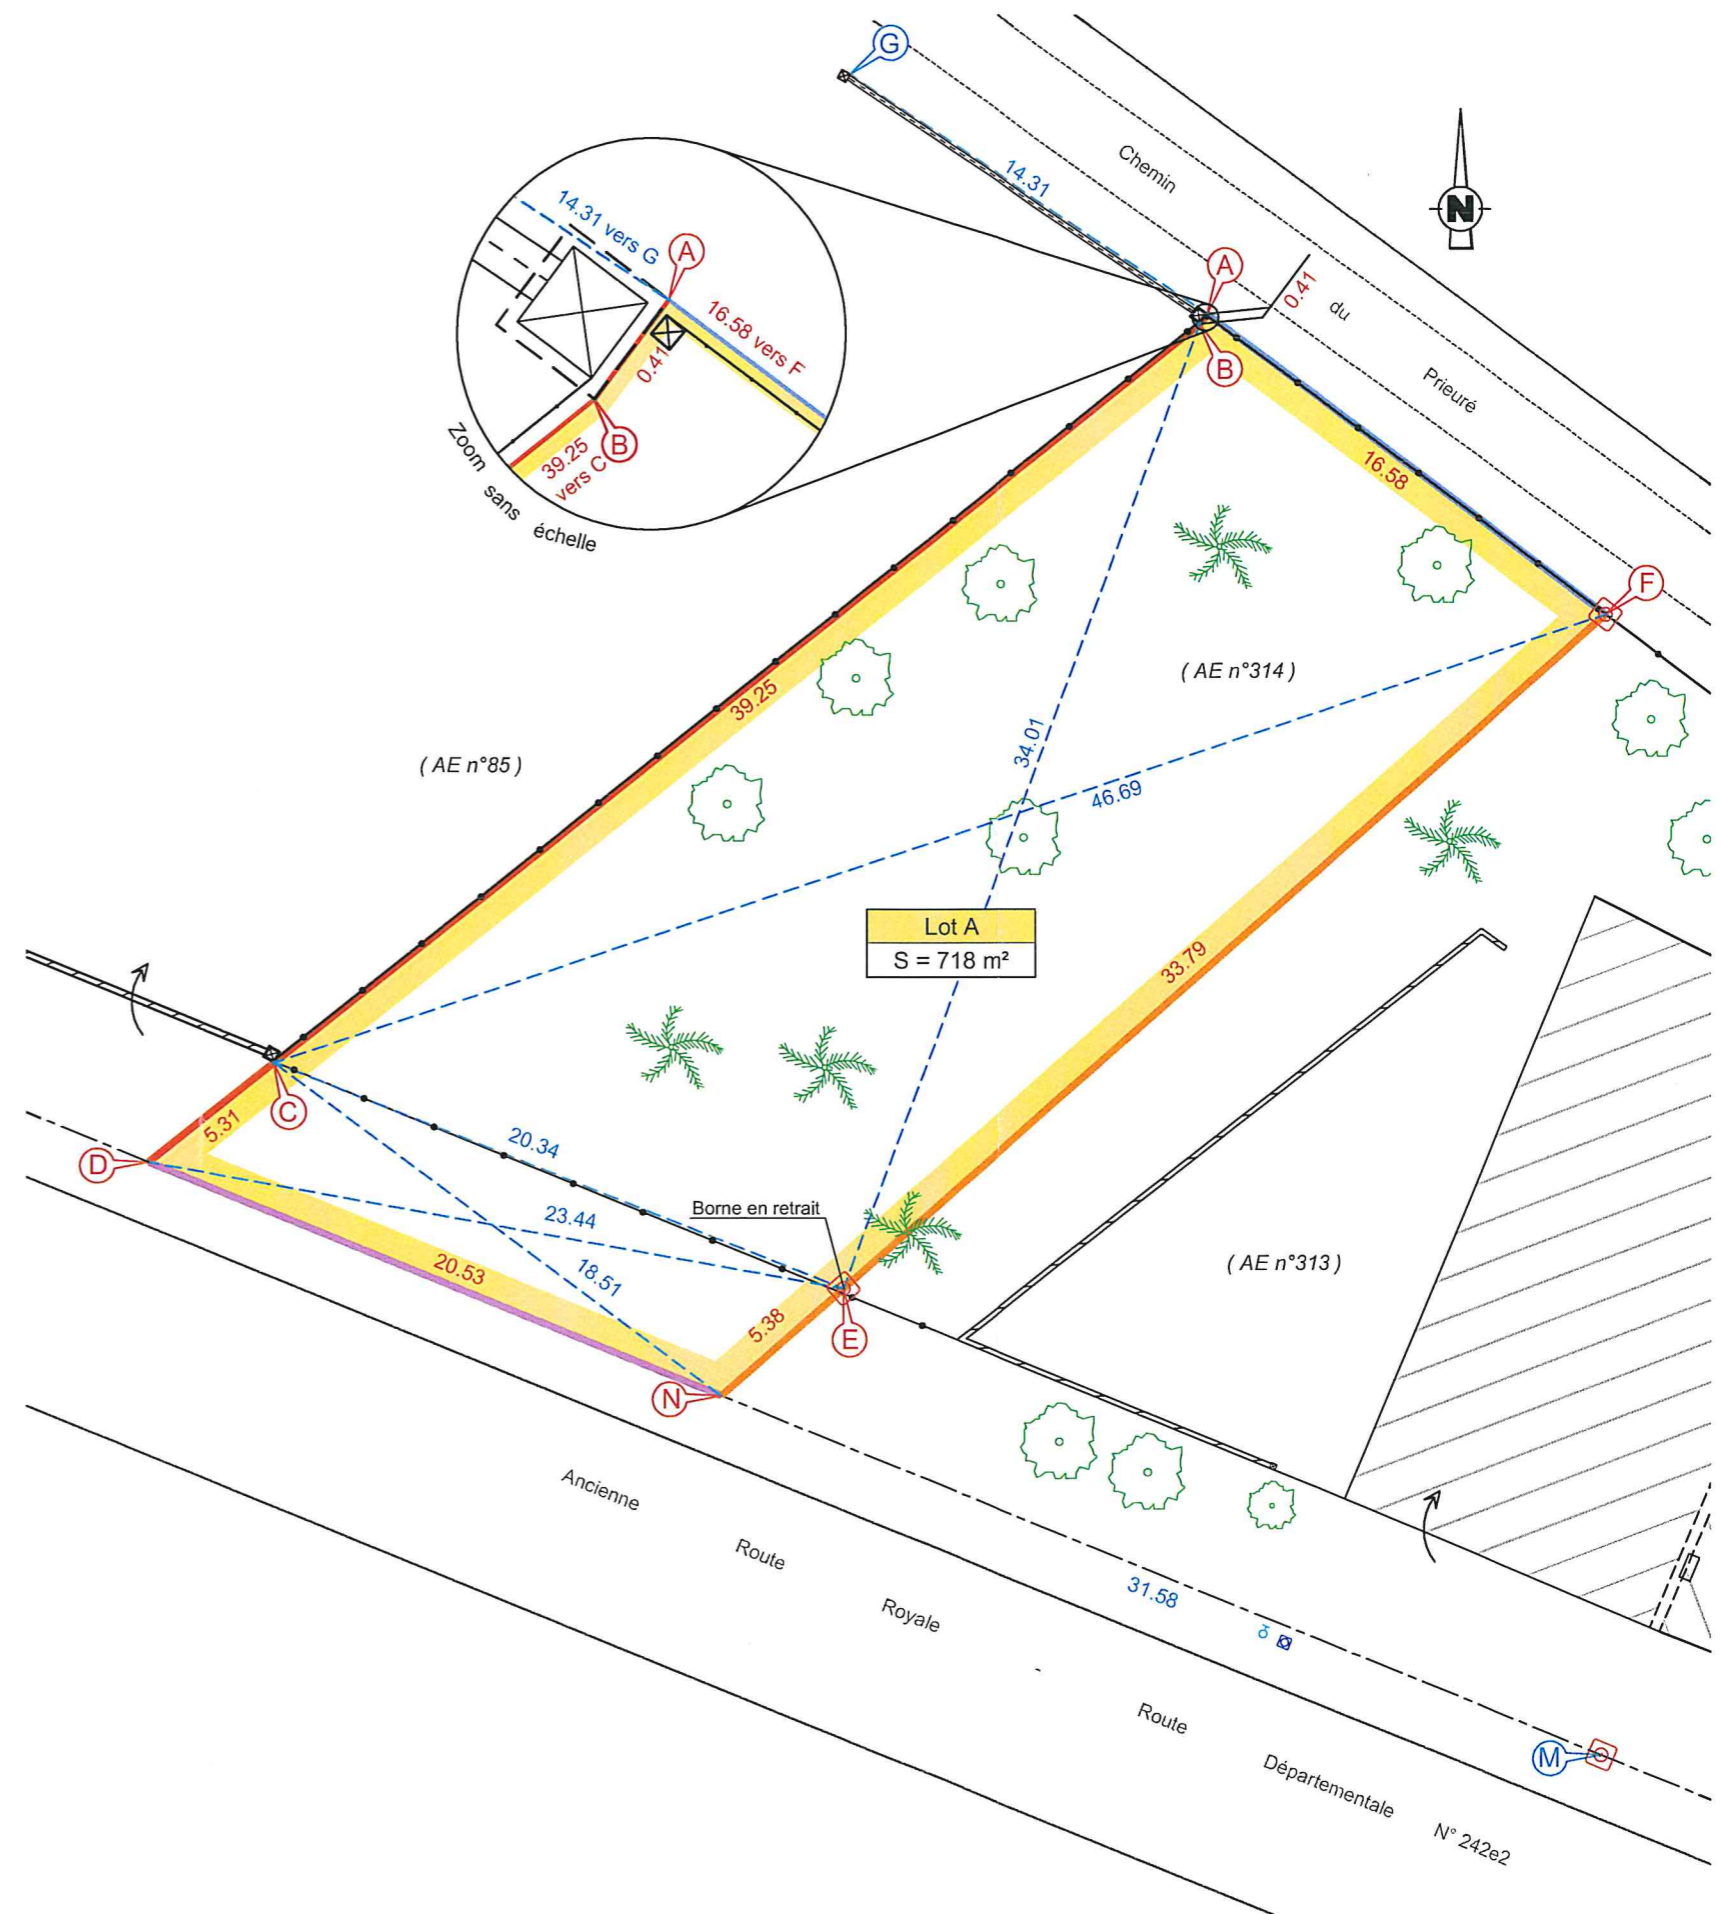 G
14.31
Chemin
du
Prieuré
N
14.31 vers G
A
16.58 vers F
0.41
B
39.25
vers C
Zoom sans échelle
A
0.41
B
16.58
F
( AE n°314 )
39.25
34.01
46.69
( AE n°85 )
Lot A
S = 718 m²
33.79
C
5.31
D
20.34
Borne en retrait
23.44
18.51
20.53
5.38
E
N
( AE n°313 )
31.58
M
Ancienne Route Royale - Route Départementale N° 242e2